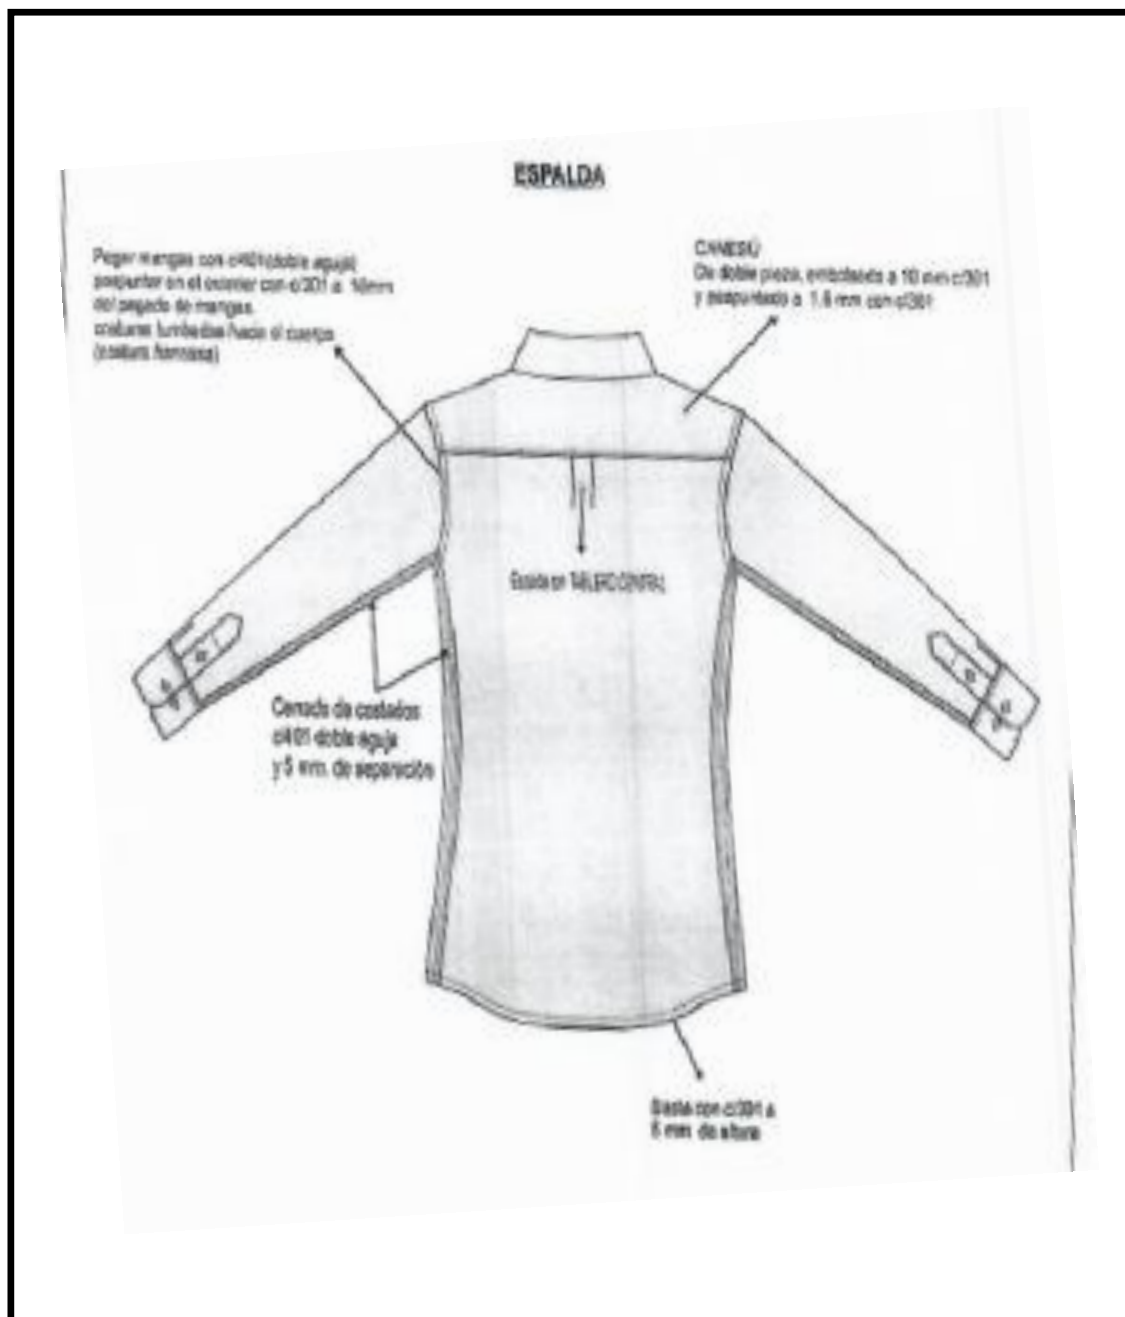 ESPALDA
Pegar mangas con c/401(doble aguja)
pespuntar en el exterior con c/301 a 10mm
del pegado de mangas
costuras tumbadas hacia el cuerpo
(costura francesa)
CANESÚ
De doble pieza, embolsado a 10 mm c/301
y pespuntado a 1.6 mm con c/301
en TABLERO CENTRAL
Cerrado de costados
c/401 doble aguja
y 5 mm. de separación
Basta con c/301 a
mm de altura